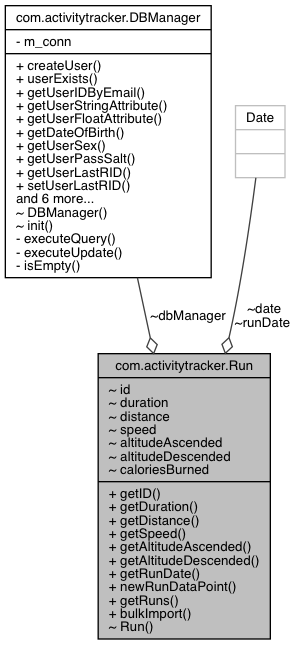 com.activitytracker.DBManager
- m_conn
+ createUser()
+ userExists()
+ getUserIDByEmail()
+ getUserStringAttribute()
+ getUserFloatAttribute()
+ getDateOfBirth()
+ getUserSex()
+ getUserPassSalt()
+ getUserLastRID()
+ setUserLastRID()
and 6 more...
~ DBManager()
~ init()
- executeQuery()
- executeUpdate()
- isEmpty()
Date
~dbManager
~date
~runDate
com.activitytracker.Run
~ id
~ duration
~ distance
~ speed
~ altitudeAscended
~ altitudeDescended
~ caloriesBurned
+ getID()
+ getDuration()
+ getDistance()
+ getSpeed()
+ getAltitudeAscended()
+ getAltitudeDescended()
+ getRunDate()
+ newRunDataPoint()
+ getRuns()
+ bulkImport()
~ Run()